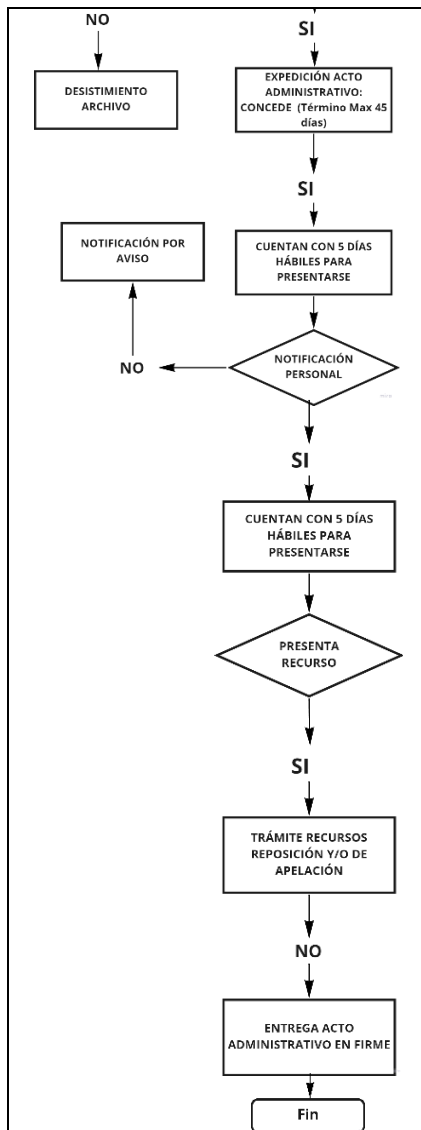 NO
SI
DESISTIMIENTO
ARCHIVO
EXPEDICIÓN ACTO
ADMINISTRATIVO:
CONCEDE (Término Max 45
días)
SI
NOTIFICACIÓN POR
AVISO
CUENTAN CON 5 DÍAS
HÁBILES PARA
PRESENTARSE
NO
NOTIFICACIÓN
PERSONAL
SI
CUENTAN CON 5 DÍAS
HÁBILES PARA
PRESENTARSE
PRESENTA
RECURSO
SI
TRÁMITE RECURSOS
REPOSICIÓN Y/O DE
APELACIÓN
NO
ENTREGA ACTO
ADMINISTRATIVO EN FIRME
Fin